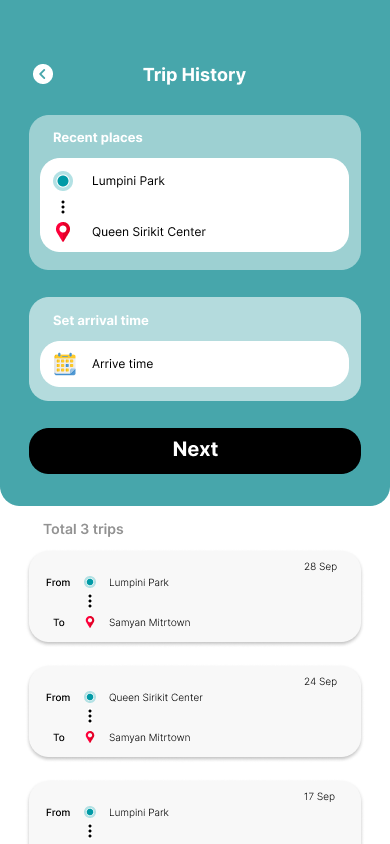 Trip History
Recent places
Lumpini Park
Queen Sirikit Center
Set arrival time
Arrive time
Next
Total 3 trips
28 Sep
From Lumpini Park
To Samyan Mitrtown
24 Sep
From Queen Sirikit Center
To Samyan Mitrtown
17 Sep
From Lumpini Park